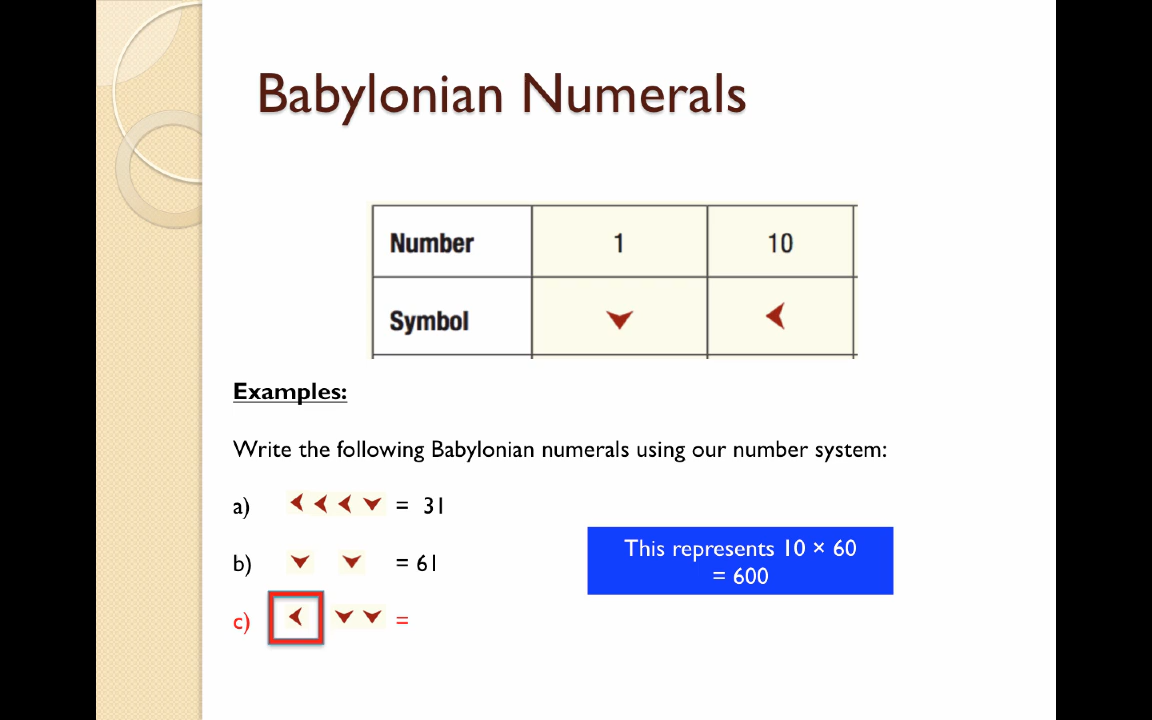 Babylonian Numerals
Number 1 10
Symbol
Examples:
Write the following Babylonian numerals using our number system:
a) = 31
b) = 61
This represents 10 × 60
= 600
c) =